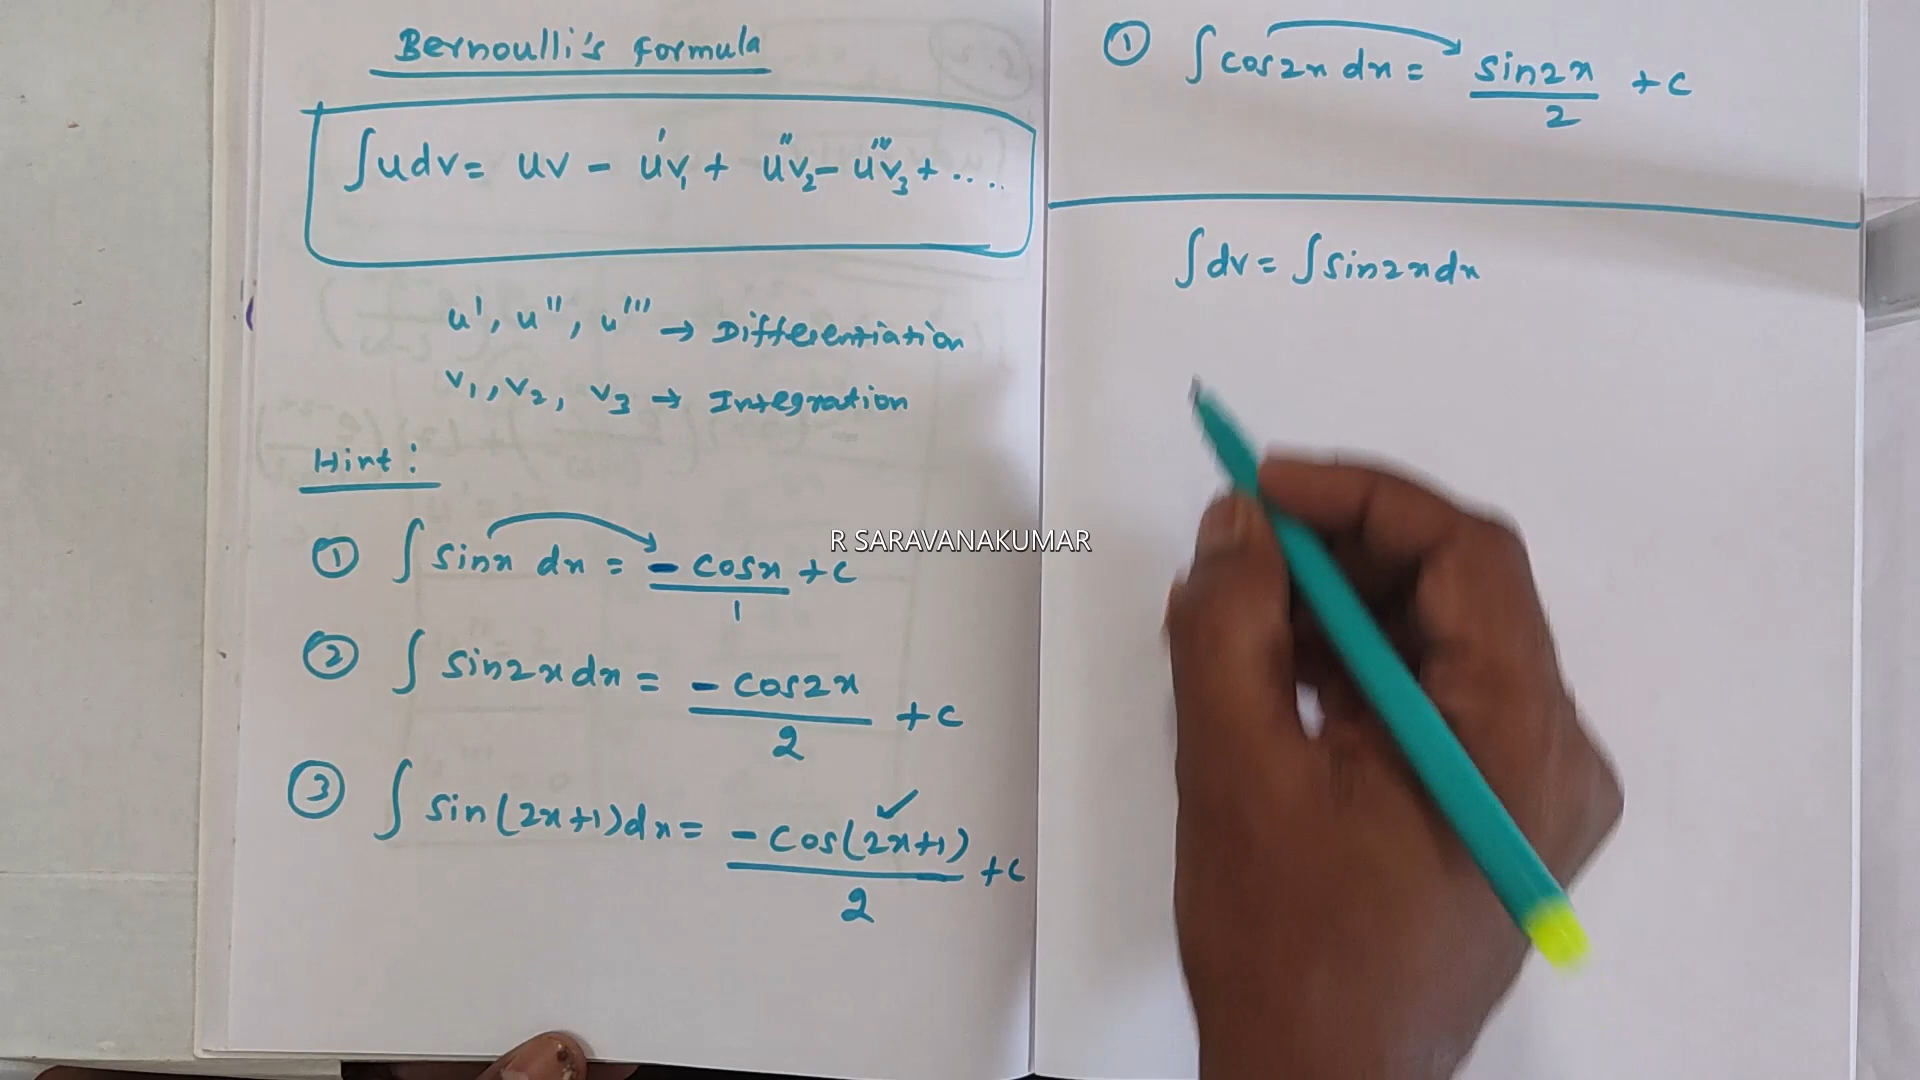 Bernoulli's Formula
∫udv = uv - u'v₁ + u''v₂ - u'''v₃ + ....
u', u'', u''' → Differentiation
v₁, v₂, v₃ → Integration
Hint:
① ∫ sinx dx = - cosx/1 + c
② ∫ sin2x dx = - cos2x/2 + c
③ ∫ sin(2x+1)dx = - cos(2x+1)/2 + c ✓
R SARAVANAKUMAR
① ∫ cos2x dx = sin2x/2 + c
∫dv = ∫sin2xdx